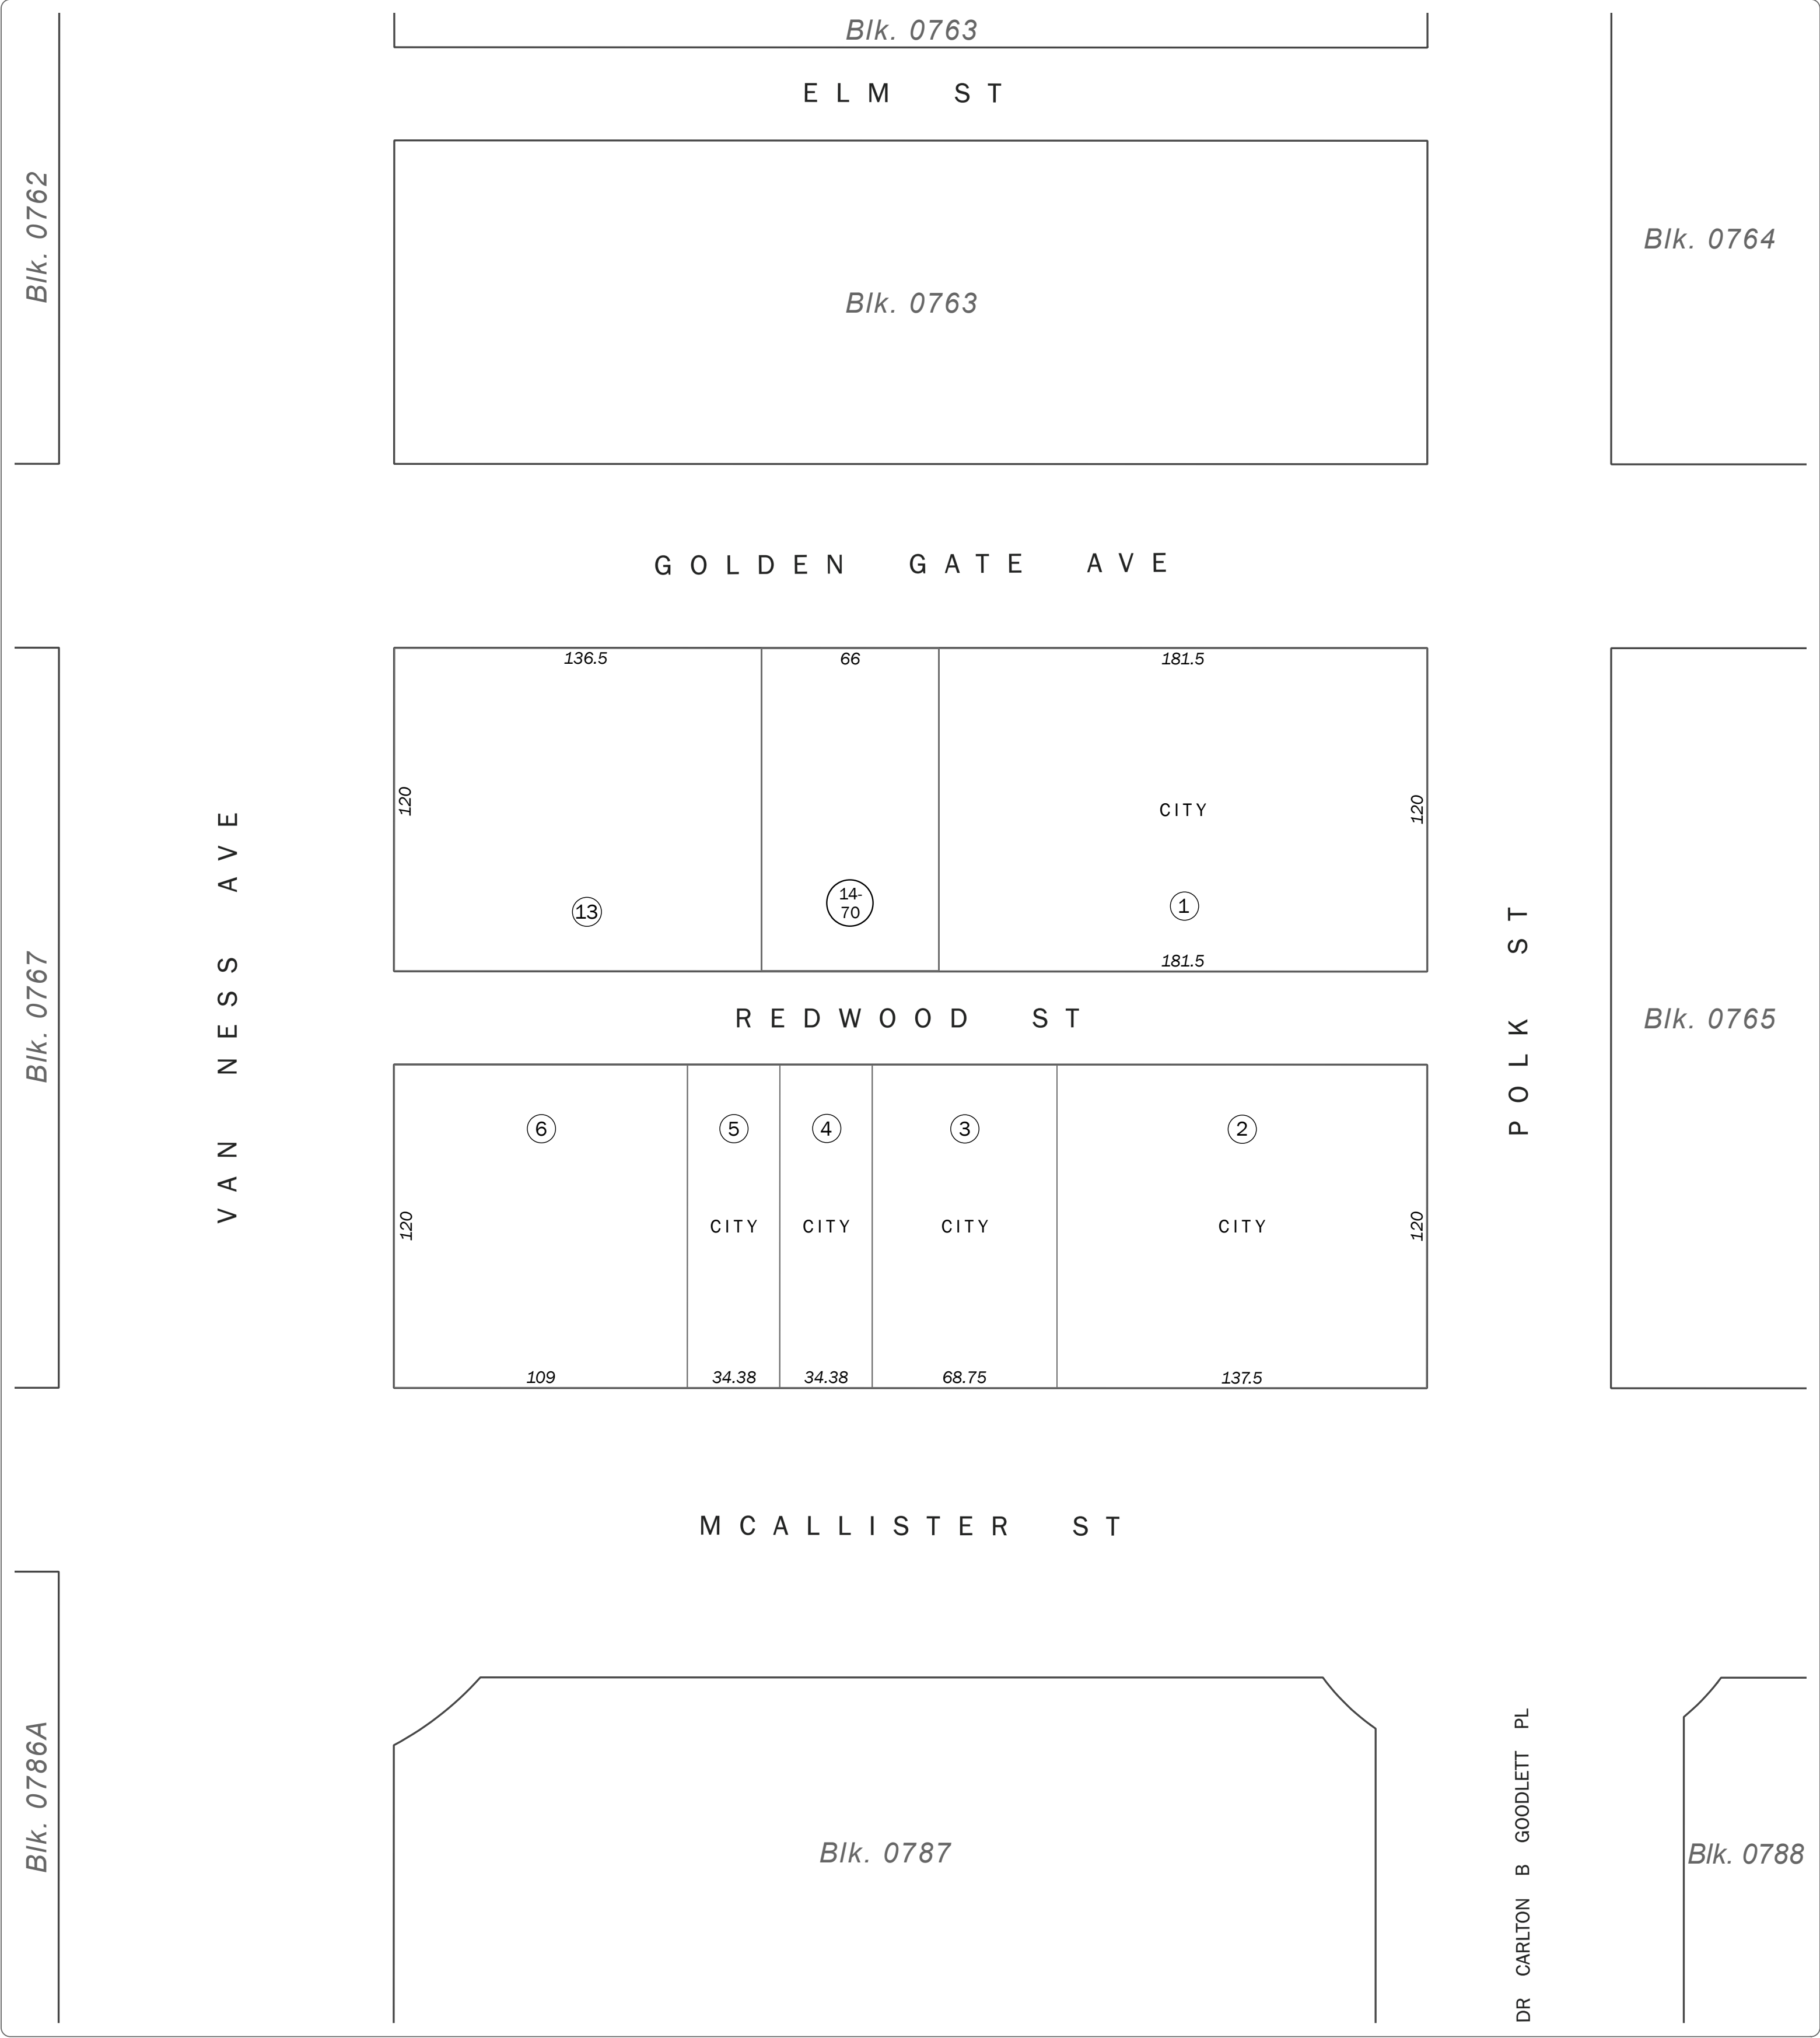 Blk. 0763
ELM ST
Blk. 0762
Blk. 0764
Blk. 0763
GOLDEN GATE AVE
136.5
66
181.5
120
CITY
120
14-
70
13
1
181.5
VAN NESS AVE
Blk. 0767
REDWOOD ST
POLK ST
Blk. 0765
6
5
4
3
2
120
CITY
CITY
CITY
CITY
120
109
34.38
34.38
68.75
137.5
MCALLISTER ST
Blk. 0786A
Blk. 0787
DR CARLTON B GOODLETT PL
Blk. 0788